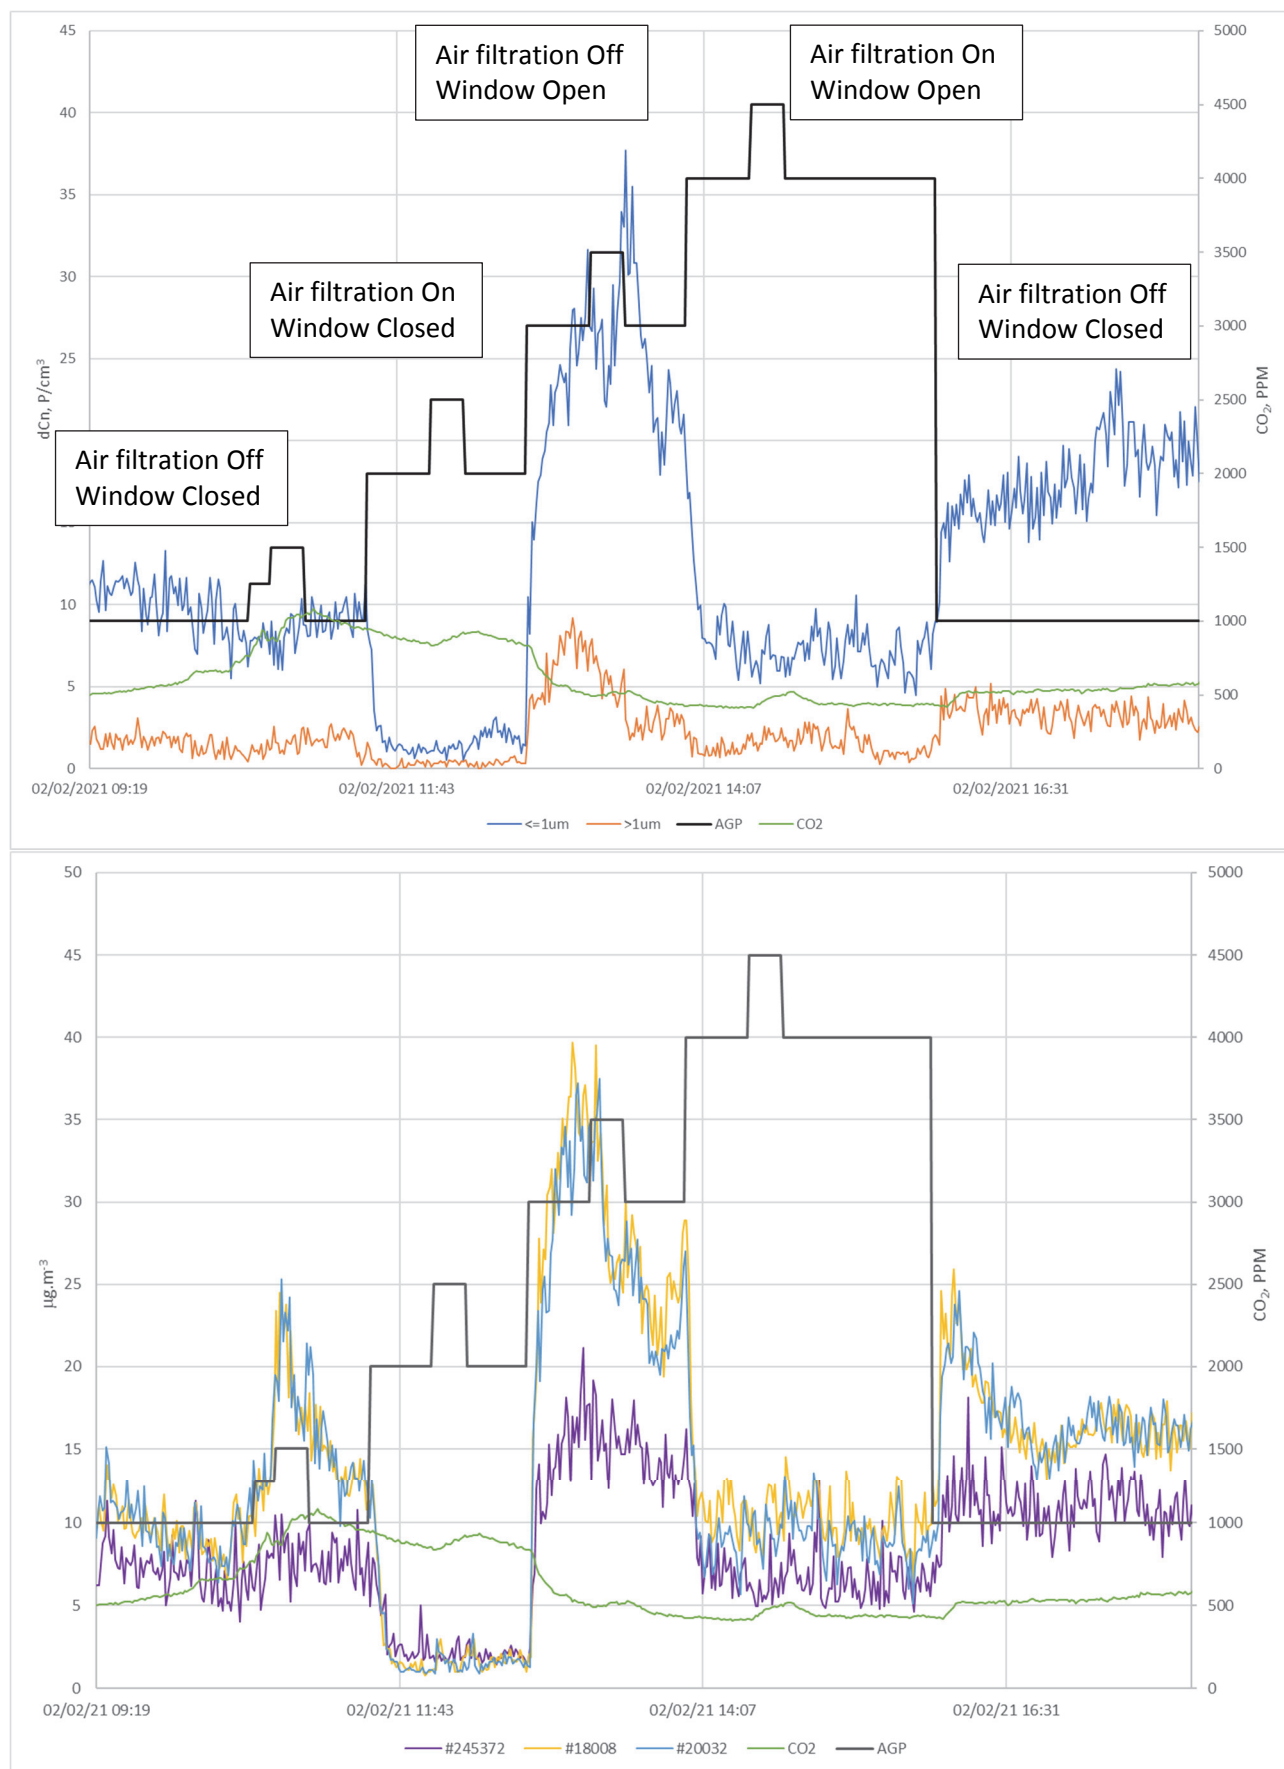 45
40
35
30
25
15
10
5
0
dCn, P/cm³
5000
4500
4000
3500
3000
2500
2000
1500
1000
500
0
CO₂, PPM
Air filtration Off
Window Open
Air filtration On
Window Open
Air filtration On
Window Closed
Air filtration Off
Window Closed
Air filtration Off
Window Closed
02/02/2021 09:19
02/02/2021 11:43
02/02/2021 14:07
02/02/2021 16:31
<=1um
>1um
AGP
CO2
50
45
40
35
30
25
20
15
10
5
0
µg.m⁻³
5000
4500
4000
3500
3000
2500
2000
1500
1000
500
0
CO₂, PPM
02/02/21 09:19
02/02/21 11:43
02/02/21 14:07
02/02/21 16:31
#245372
#18008
#20032
CO2
AGP